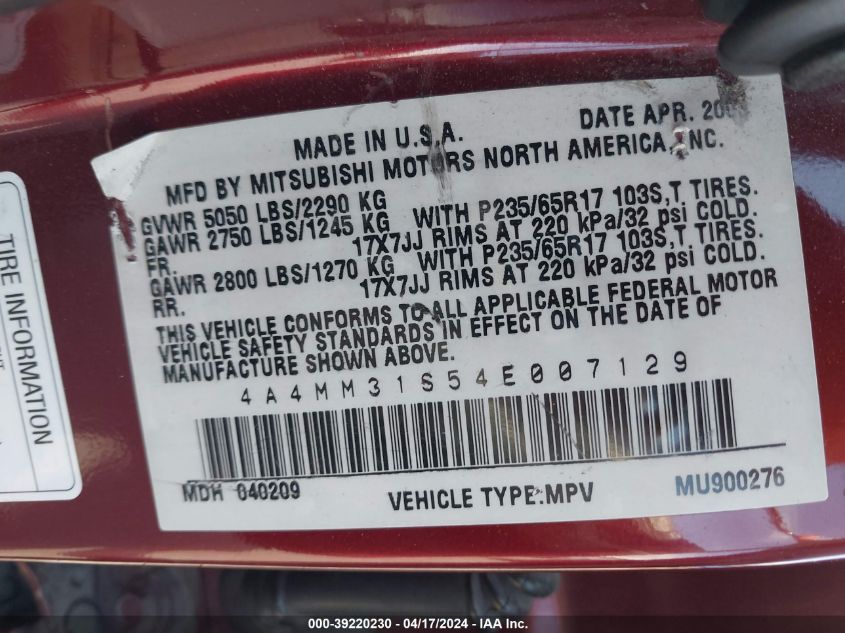 MADE IN U.S.A.
DATE APR.
MFD BY MITSUBISHI MOTORS NORTH AMERICA, INC.
GVWR 5050 LBS/2290 KG
GAWR 2750 LBS/1245 KG WITH P235/65R17 103S,T TIRES.
FR. 17X7JJ RIMS AT 220 kPa/32 psi COLD.
GAWR 2800 LBS/1270 KG WITH P235/65R17 103S,T TIRES.
RR. 17X7JJ RIMS AT 220 kPa/32 psi COLD.
THIS VEHICLE CONFORMS TO ALL APPLICABLE FEDERAL MOTOR
VEHICLE SAFETY STANDARDS IN EFFECT ON THE DATE OF
MANUFACTURE SHOWN ABOVE.
4A4MM31S54E007129
MDH 040209
VEHICLE TYPE:MPV
MU900276
TIRE INFORMATION
000-39220230 - 04/17/2024 - IAA Inc.